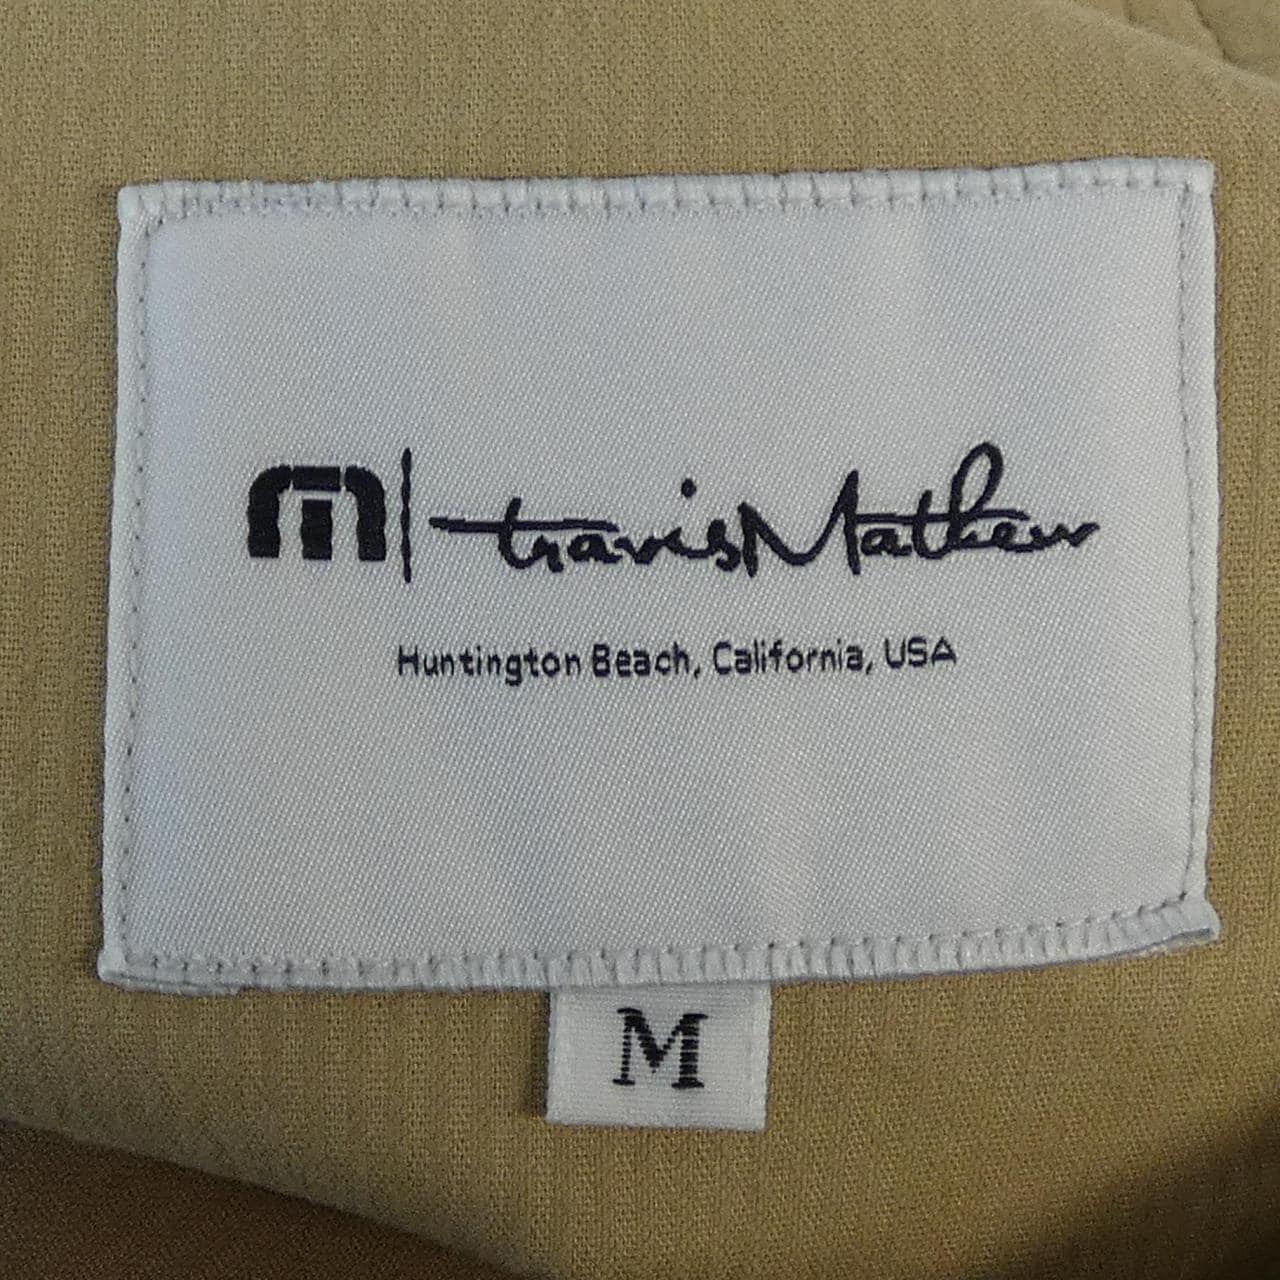 m | travisMathew
Huntington Beach, California, USA
M